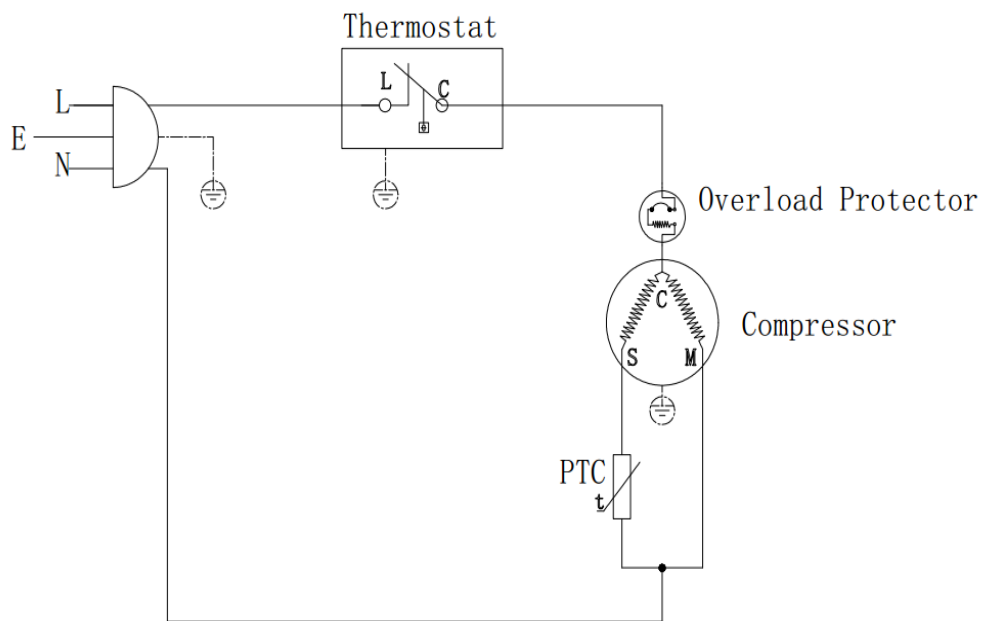 Thermostat
L
C
L
E
N
Overload Protector
C
Compressor
S
M
PTC
t